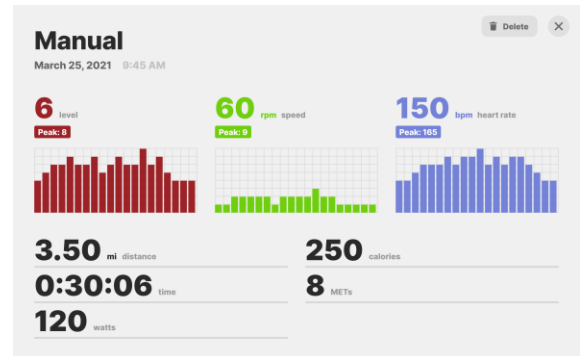 Delete
Manual
March 25, 2021 9:45 AM
6 level
Peak: 8
60 rpm speed
Peak: 9
150 bpm heart rate
Peak: 165
3.50 mi distance
250 calories
0:30:06 time
8 METs
120 watts